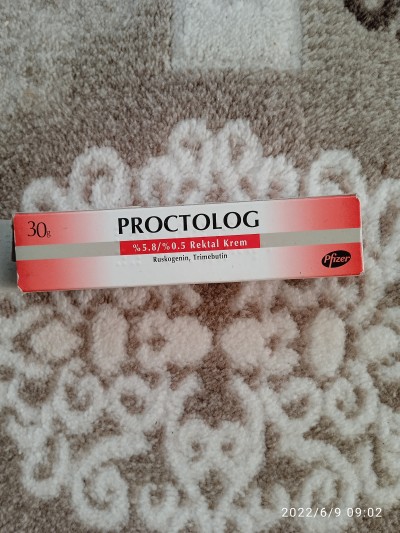 30g
PROCTOLOG
%5.8/%0.5 Rektal Krem
Ruskogenin, Trimebutin
Pfizer
2022/6/9 09:02